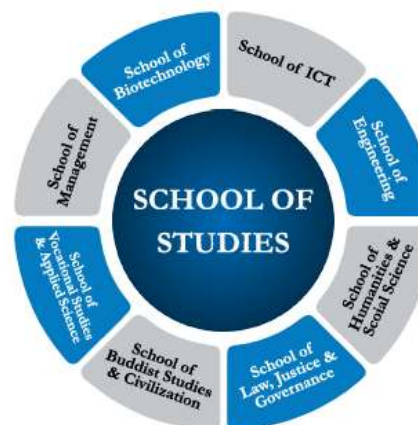 SCHOOL OF
STUDIES
School of
Biotechnology
School of ICT
School of
Engineering
School of
Humanities &
Scoial Science
School of
Law, Justice &
Governance
School of
Buddist Studies
& Civilization
School of
Vocational Studies
& Applied Science
School of
Management